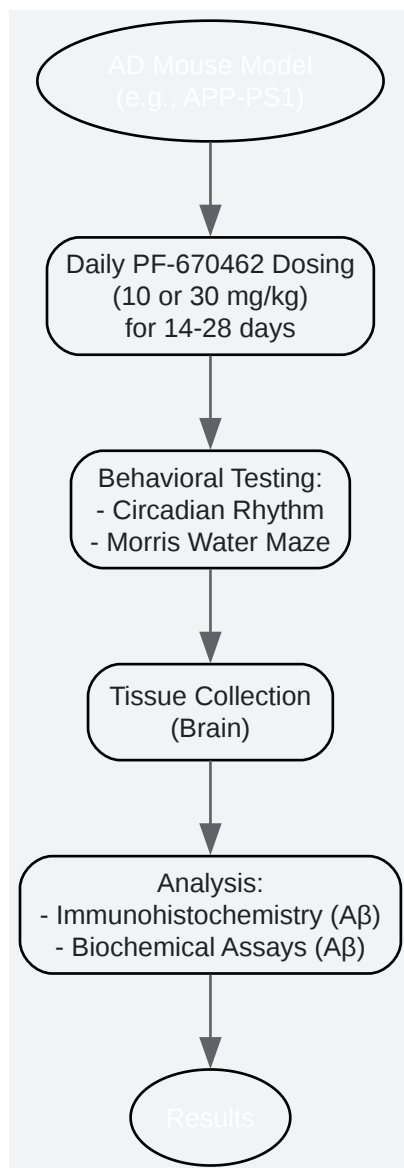 AD Mouse Model
(e.g., APP-PS1)
Daily PF-670462 Dosing
(10 or 30 mg/kg)
for 14-28 days
Behavioral Testing:
- Circadian Rhythm
- Morris Water Maze
Tissue Collection
(Brain)
Analysis:
- Immunohistochemistry (Aβ)
- Biochemical Assays (Aβ)
Results